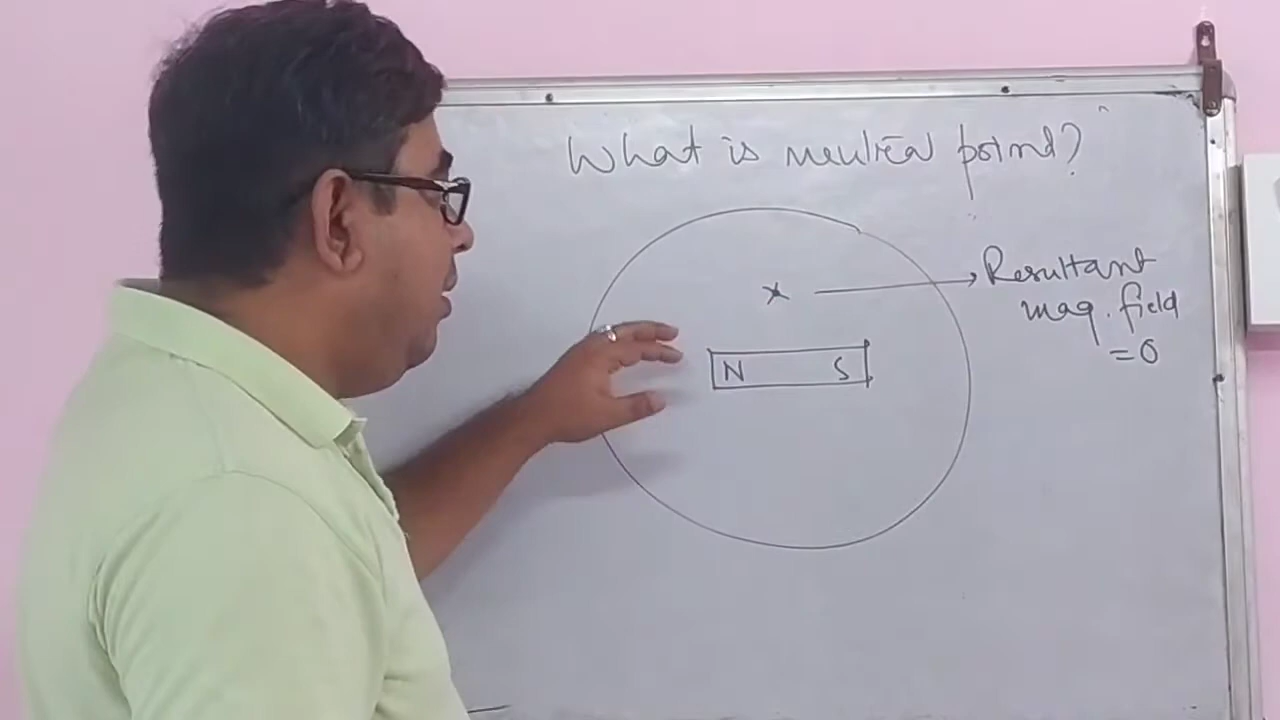 What is neutral point?
Resultant
mag. field
=0
N S